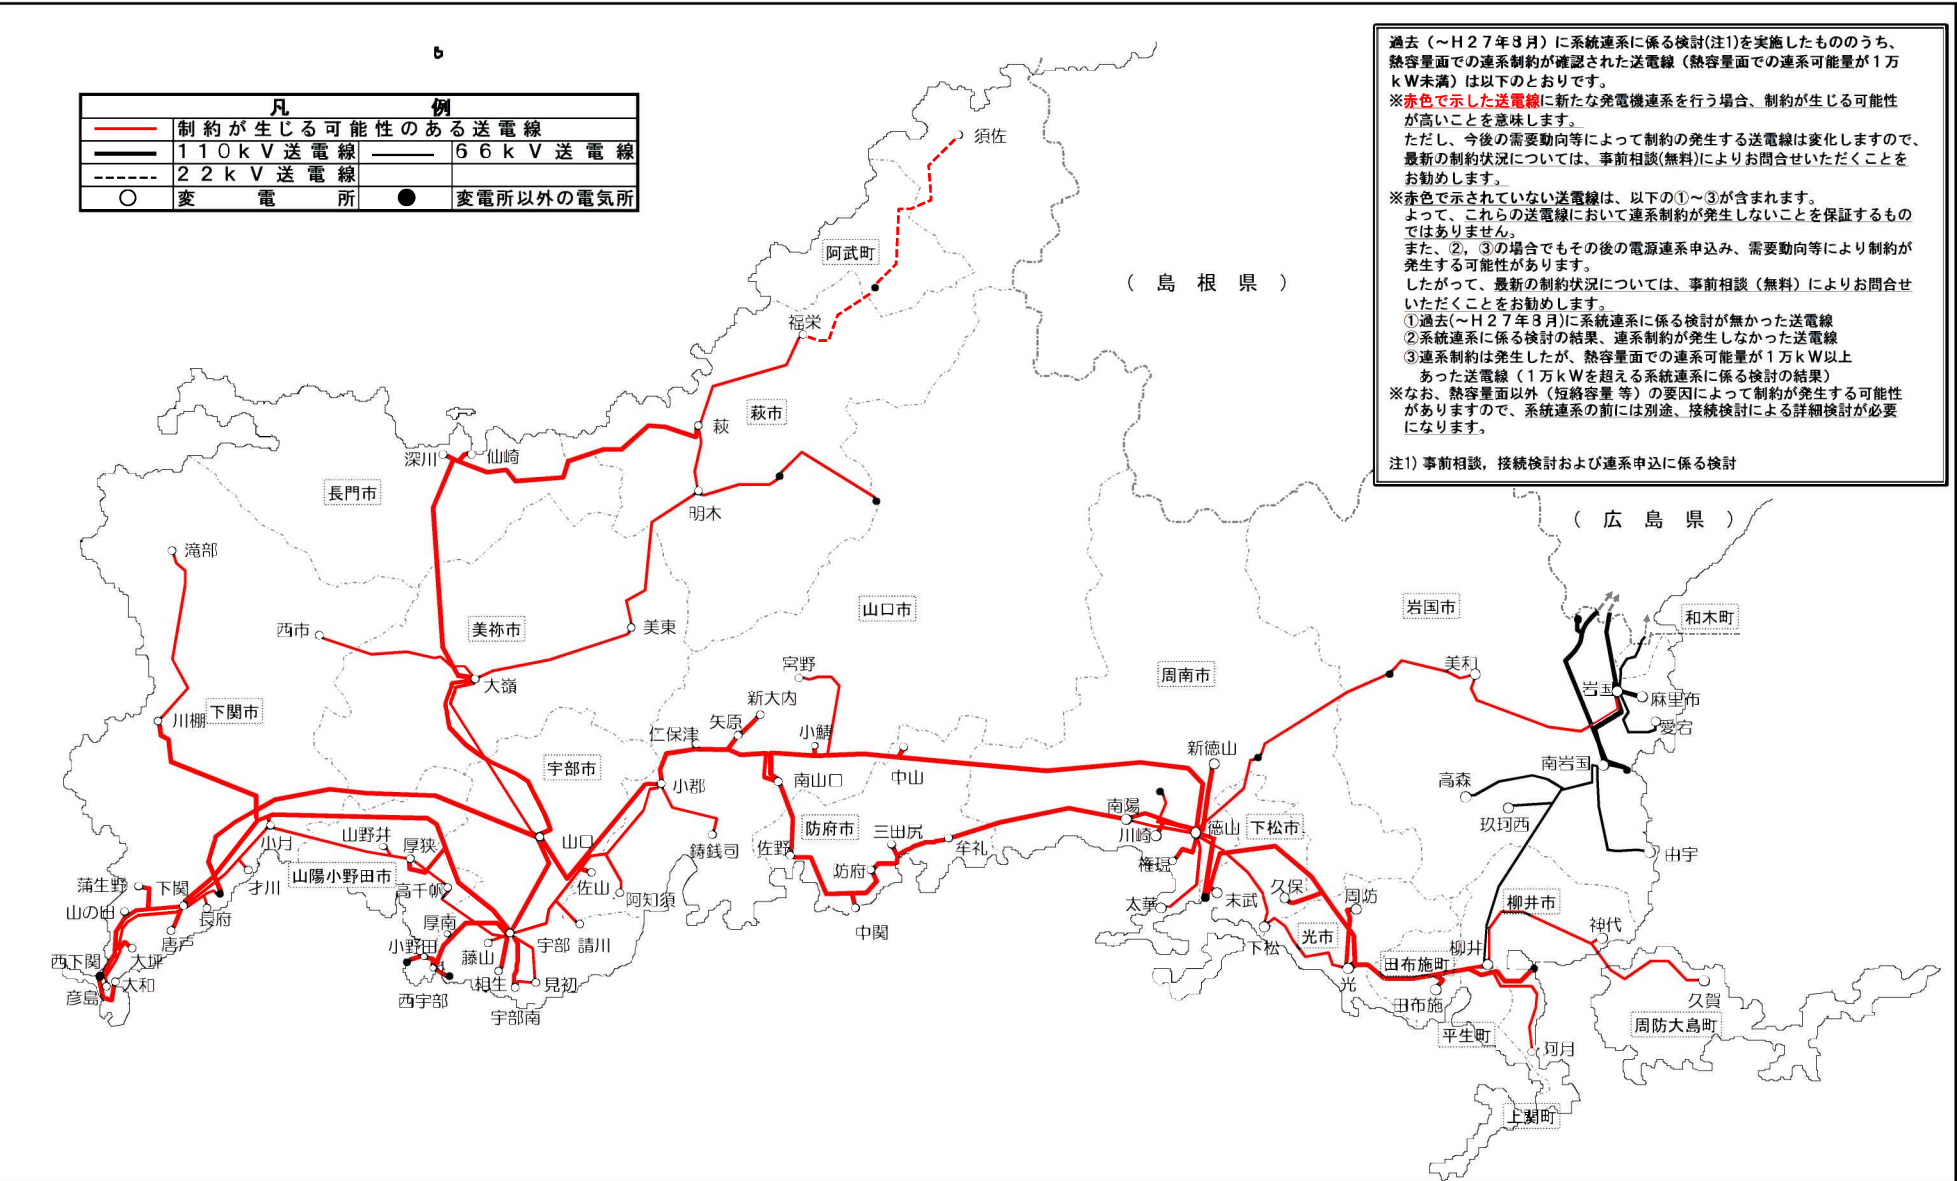 凡 例
制約が生じる可能性のある送電線
１１０ｋＶ送電線 ６６ｋＶ送電線
２２ｋＶ送電線
変電所 変電所以外の電気所
過去（～Ｈ２７年８月）に系統連系に係る検討(注1)を実施したもののうち、
熱容量面での連系制約が確認された送電線（熱容量面での連系可能量が１万
ｋＷ未満）は以下のとおりです。
※赤色で示した送電線に新たな発電機連系を行う場合、制約が生じる可能性
が高いことを意味します。
ただし、今後の需要動向等によって制約の発生する送電線は変化しますので、
最新の制約状況については、事前相談(無料)によりお問合せいただくことを
お勧めします。
※赤色で示されていない送電線は、以下の①～③が含まれます。
よって、これらの送電線において連系制約が発生しないことを保証するもの
ではありません。
また、②，③の場合でもその後の電源連系申込み、需要動向等により制約が
発生する可能性があります。
したがって、最新の制約状況については、事前相談（無料）によりお問合せ
いただくことをお勧めします。
①過去(～Ｈ２７年８月)に系統連系に係る検討が無かった送電線
②系統連系に係る検討の結果、連系制約が発生しなかった送電線
③連系制約は発生したが、熱容量面での連系可能量が１万ｋＷ以上
あった送電線（１万ｋＷを超える系統連系に係る検討の結果）
※なお、熱容量面以外（短絡容量 等）の要因によって制約が発生する可能性
がありますので、系統連系の前には別途、接続検討による詳細検討が必要
になります。
注1) 事前相談，接続検討および連系申込に係る検討
須佐
阿武町
（ 島 根 県 ）
福栄
萩市
萩
深川
仙崎
長門市
明木
（ 広 島 県 ）
滝部
西市
美祢市
美東
山口市
岩国市
和木町
大嶺
宮野
周南市
美和
岩国
麻里布
新大内
川棚
下関市
矢原
仁保津
小鯖
愛宕
新徳山
宇部市
南岩国
小郡
南山口
中山
高森
南陽
玖珂西
山野井
小月
山口
防府市
三田尻
川崎
徳山
下松市
厚狭
鋳銭司
佐野
牟礼
由宇
権現
山陽小野田市
才川
防府
蒲生野
下関
高千帆
佐山
阿知須
太華
末武
久保
周防
柳井市
山の田
長府
厚南
中関
神代
唐戸
小野田
宇部
請川
下松
光市
柳井
西下関
大坪
藤山
田布施町
大和
相生
見初
光
彦島
西宇部
田布施
久賀
宇部南
平生町
周防大島町
阿月
上関町